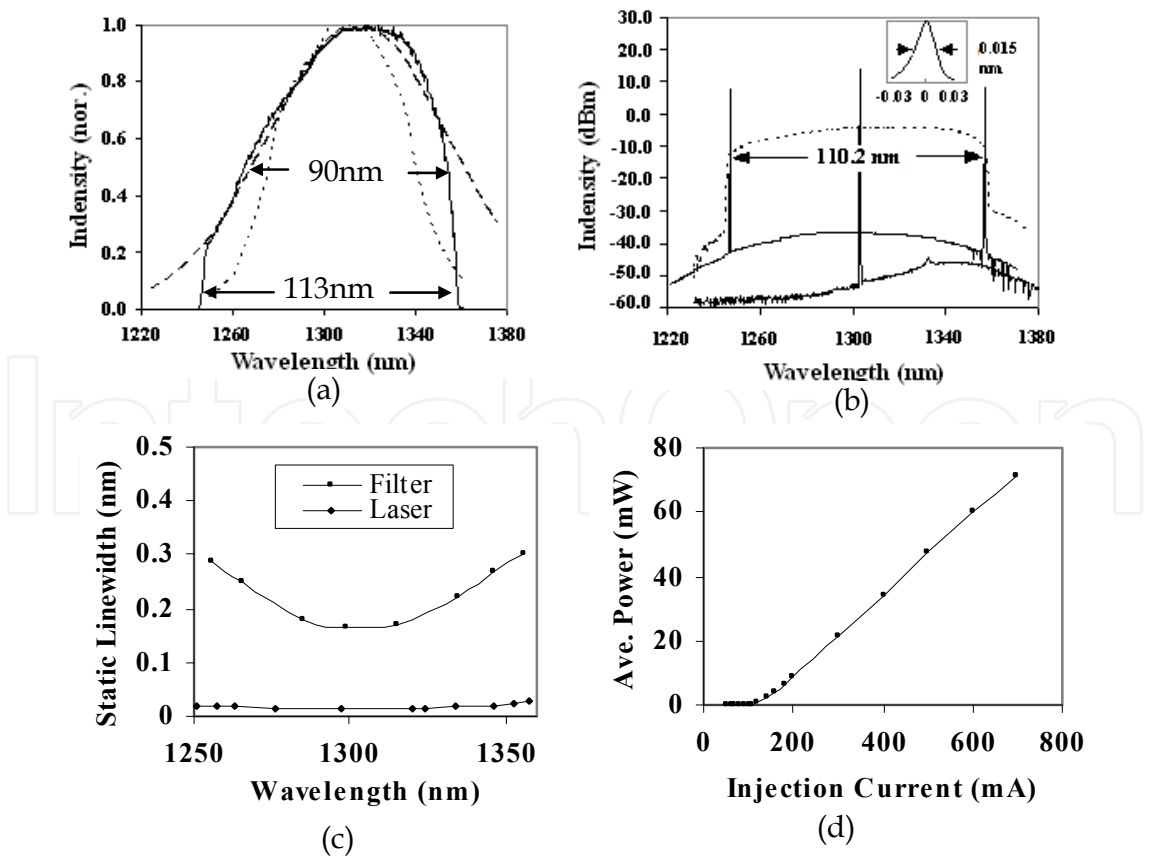 1.0
0.8
0.6
0.4
0.2
0.0
Indensity (nor.)
90nm
113nm
1220 1260 1300 1340 1380
Wavelength (nm)
(a)
30.0
20.0
10.0
0.0
-10.0
-20.0
-30.0
-40.0
-50.0
-60.0
Indensity (dBm)
0.015
nm
-0.03 0 0.03
110.2 nm
1220 1260 1300 1340 1380
Wavelength (nm)
(b)
IntechOpen
0.5
0.4
0.3
0.2
0.1
0
Static Linewidth (nm)
Filter
Laser
1250 1300 1350
Wavelength (nm)
(c)
80
60
40
20
0
Ave. Power (mW)
0 200 400 600 800
Injection Current (mA)
(d)